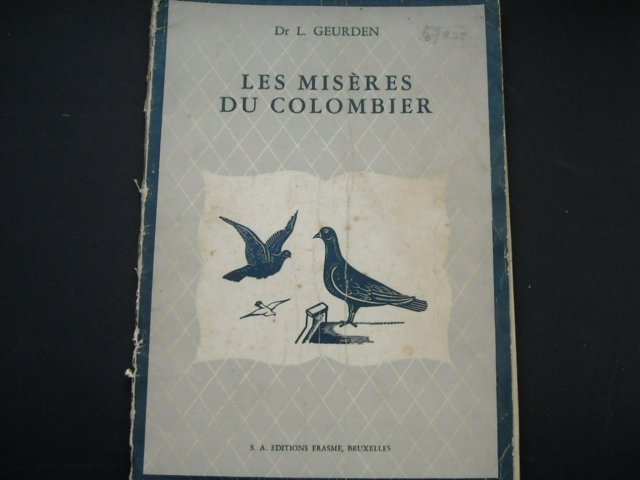 Dr L. GEURDEN
LES MISÈRES
DU COLOMBIER
S. A. EDITIONS ERASME, BRUXELLES